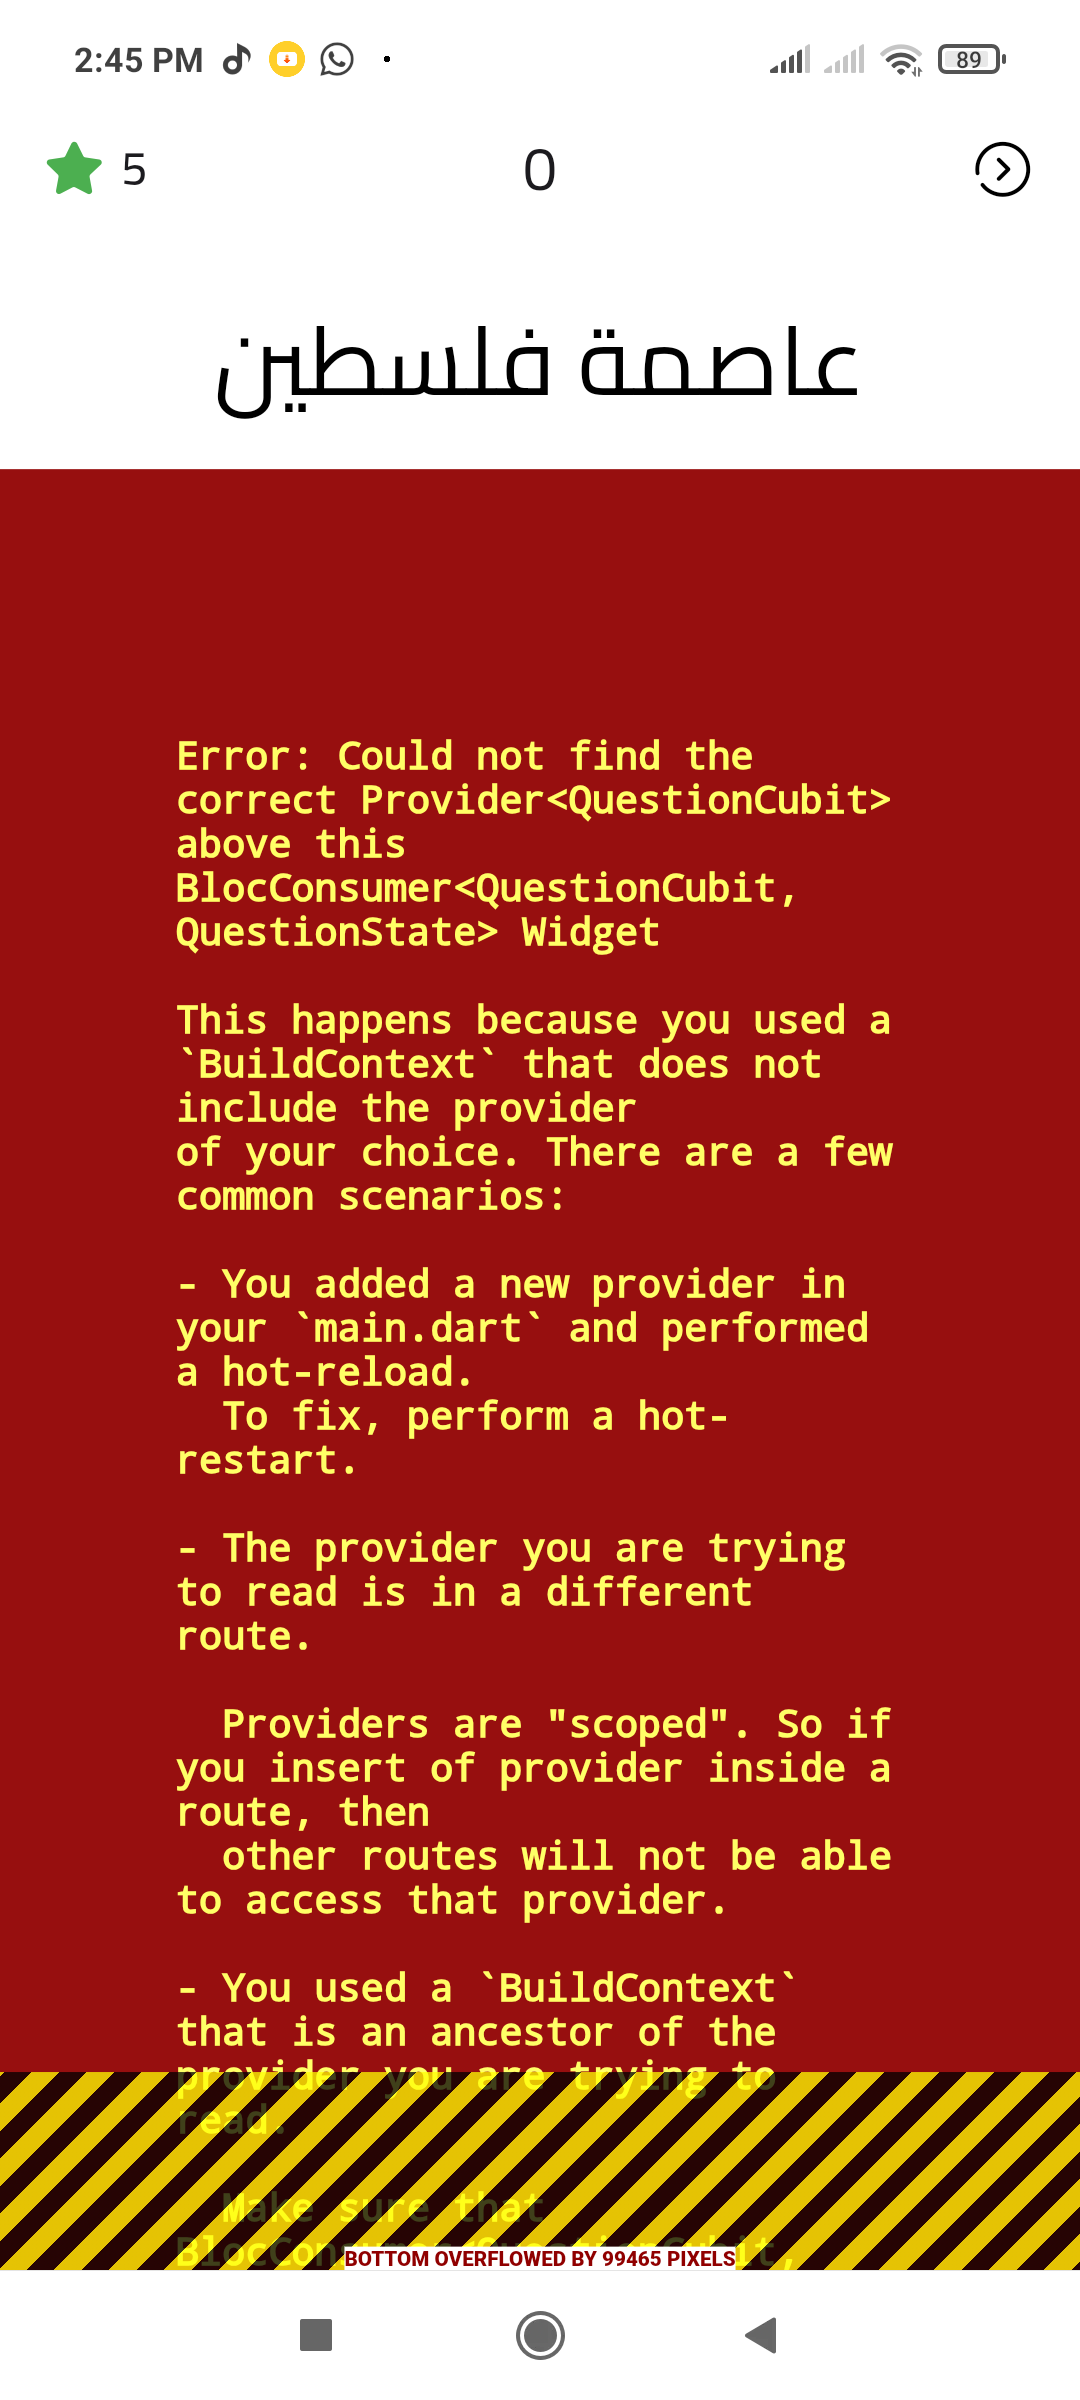 2:45 PM 89
5 0
عاصمة فلسطين
Error: Could not find the
correct Provider<QuestionCubit>
above this
BlocConsumer<QuestionCubit,
QuestionState> Widget
This happens because you used a
`BuildContext` that does not
include the provider
of your choice. There are a few
common scenarios:
- You added a new provider in
your `main.dart` and performed
a hot-reload.
To fix, perform a hot-
restart.
- The provider you are trying
to read is in a different
route.
Providers are "scoped". So if
you insert of provider inside a
route, then
other routes will not be able
to access that provider.
- You used a `BuildContext`
that is an ancestor of the
provider you are trying to
read.
Make sure that
BlocConsumer<QuestionCubit,
BOTTOM OVERFLOWED BY 99465 PIXELS